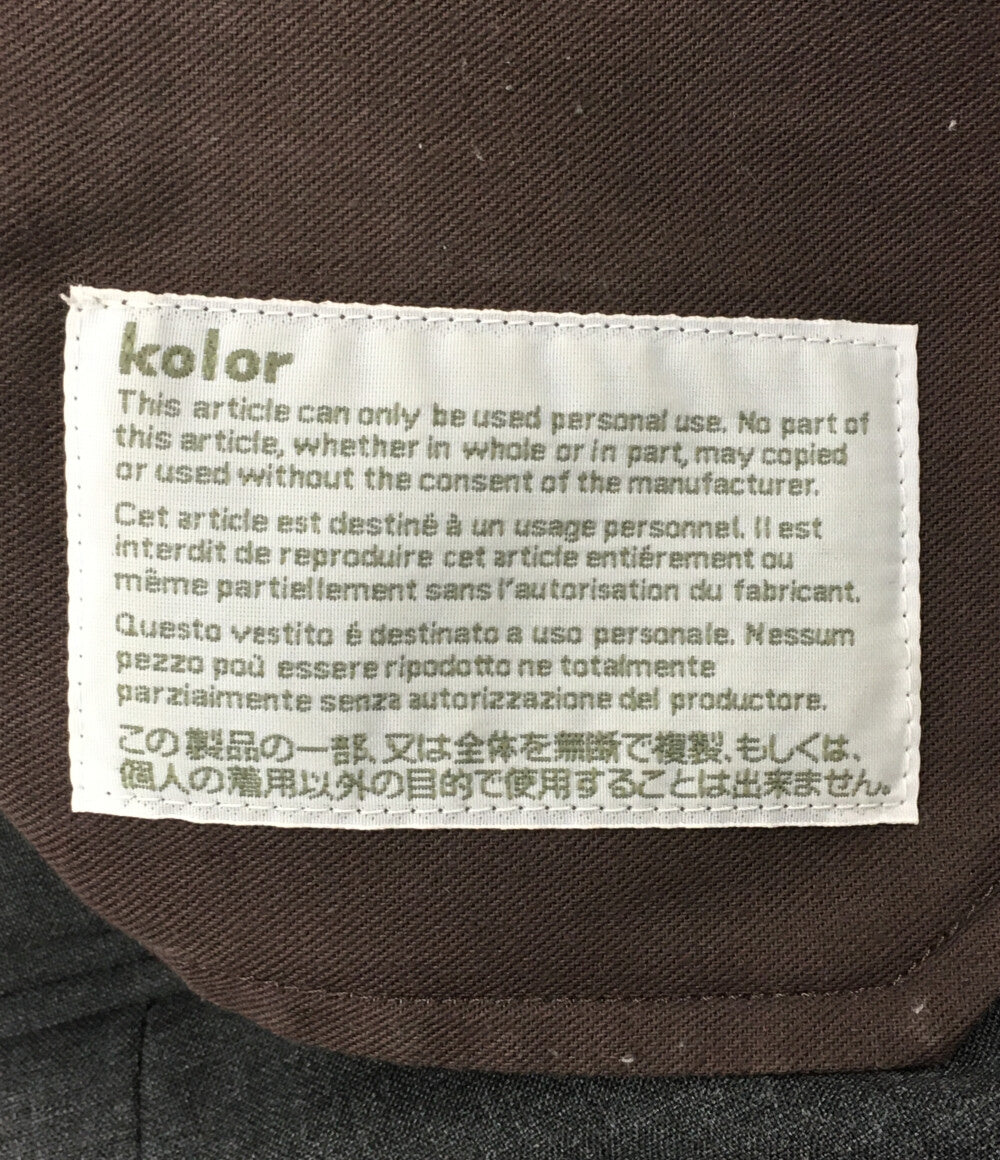 kolor
This article can only be used personal use. No part of
this article, whether in whole or in part, may copied
or used without the consent of the manufacturer.
Cet article est destiné à un usage personnel. Il est
interdit de reproduire cet article entiérement ou
même partiellement sans l'autorisation du fabricant.
Questo vestito é destinato a uso personale. Nessum
pezzo poù essere ripodotto ne totalmente
parzialmente senza autorizzazione del productore.
この製品の一部、又は全体を無断で複製、もしくは、
個人の着用以外の目的で使用することは出来ません。